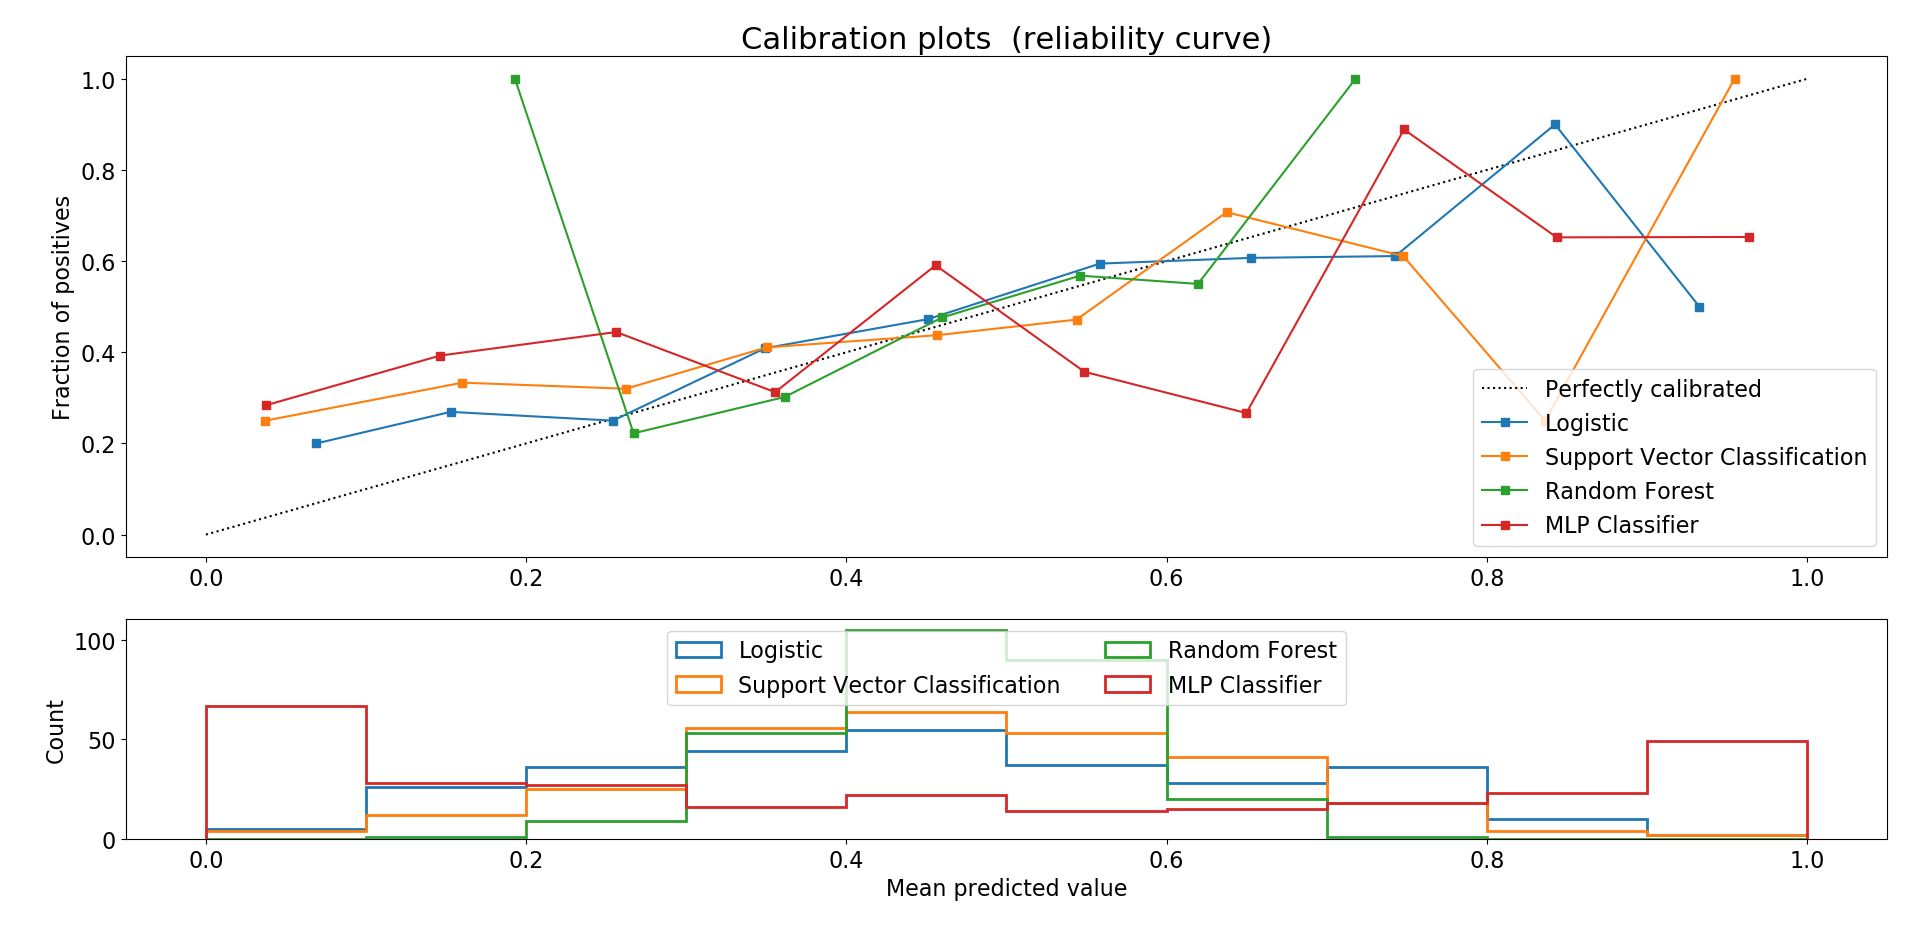 Calibration plots  (reliability curve)
Fraction of positives
1.0
0.8
0.6
0.4
0.2
0.0
0.0 0.2 0.4 0.6 0.8 1.0
Perfectly calibrated
Logistic
Support Vector Classification
Random Forest
MLP Classifier
Count
100
50
0
Logistic
Support Vector Classification
Random Forest
MLP Classifier
0.0 0.2 0.4 0.6 0.8 1.0
Mean predicted value